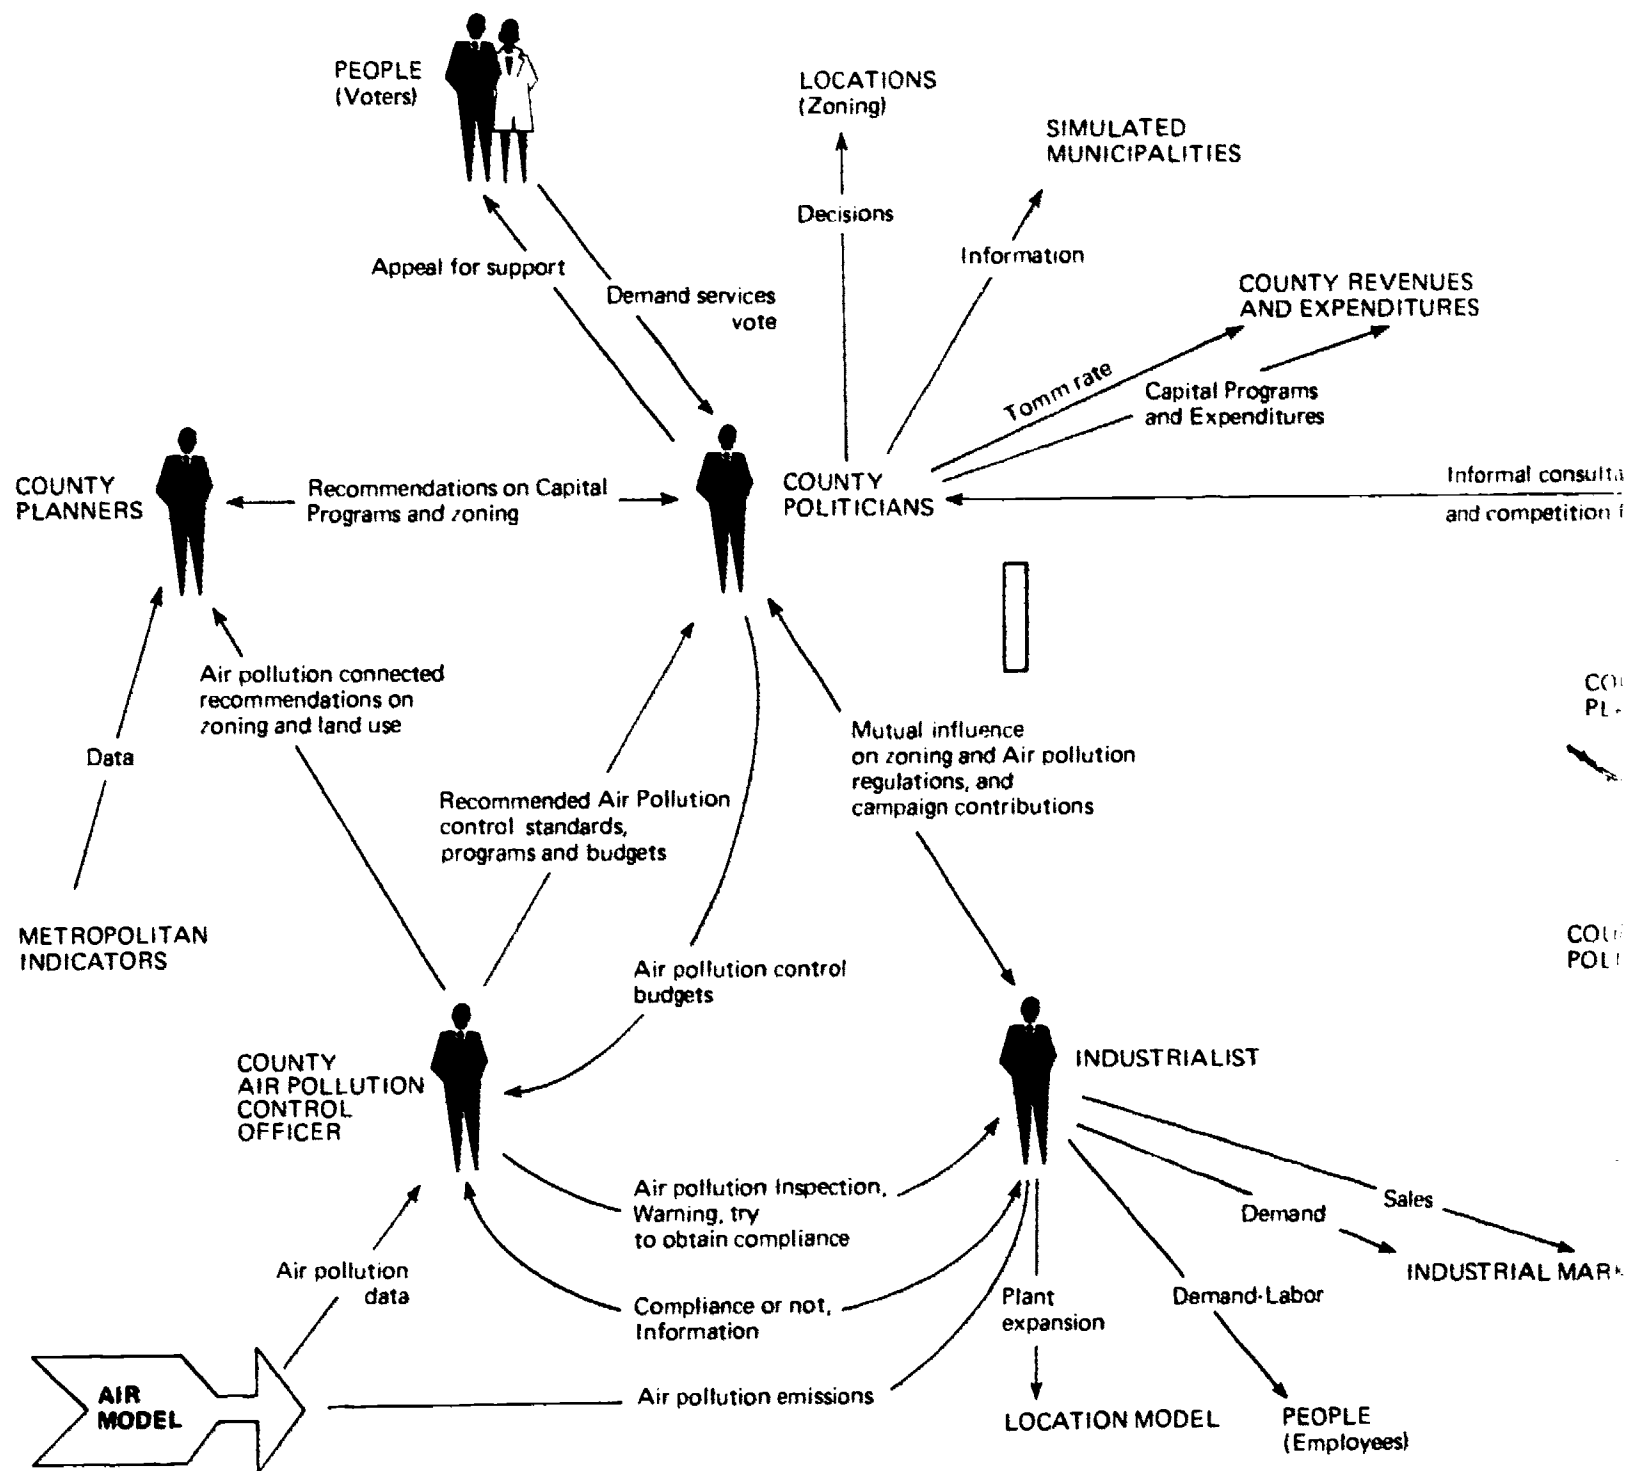 PEOPLE
(Voters)
LOCATIONS
(Zoning)
SIMULATED
MUNICIPALITIES
Decisions
Information
Appeal for support
Demand services
vote
COUNTY REVENUES
AND EXPENDITURES
Tomm rate
Capital Programs
and Expenditures
COUNTY
PLANNERS
Recommendations on Capital
Programs and zoning
COUNTY
POLITICIANS
Informal
and competition
Air pollution connected
recommendations on
zoning and land use
Data
Mutual influence
on zoning and Air pollution
regulations, and
campaign contributions
Recommended Air Pollution
control standards,
programs and budgets
METROPOLITAN
INDICATORS
Air pollution control
budgets
COUNTY
AIR POLLUTION
CONTROL
OFFICER
INDUSTRIALIST
Air pollution Inspection,
Warning, try
to obtain compliance
Sales
Demand
INDUSTRIAL
Air pollution
data
Compliance or not,
Information
Plant
expansion
Demand-Labor
AIR
MODEL
Air pollution emissions
LOCATION MODEL
PEOPLE
(Employees)